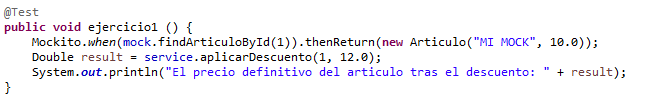 @Test
public void ejercicio1 () {
Mockito.when(mock.findArticuloById(1)).thenReturn(new Articulo("MI MOCK", 10.0));
Double result = service.aplicarDescuento(1, 12.0);
System.out.println("El precio definitivo del articulo tras el descuento: " + result);
}